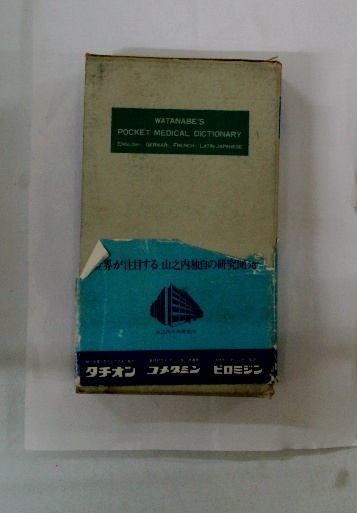 WATANABE'S
POCKET MEDICAL DICTIONARY
ENGLISH- GERMAN- FRENCH- LATIN-JAPANESE
界が注目する 山之内独自の研究開発
タチオン コメタミン ピロミジン